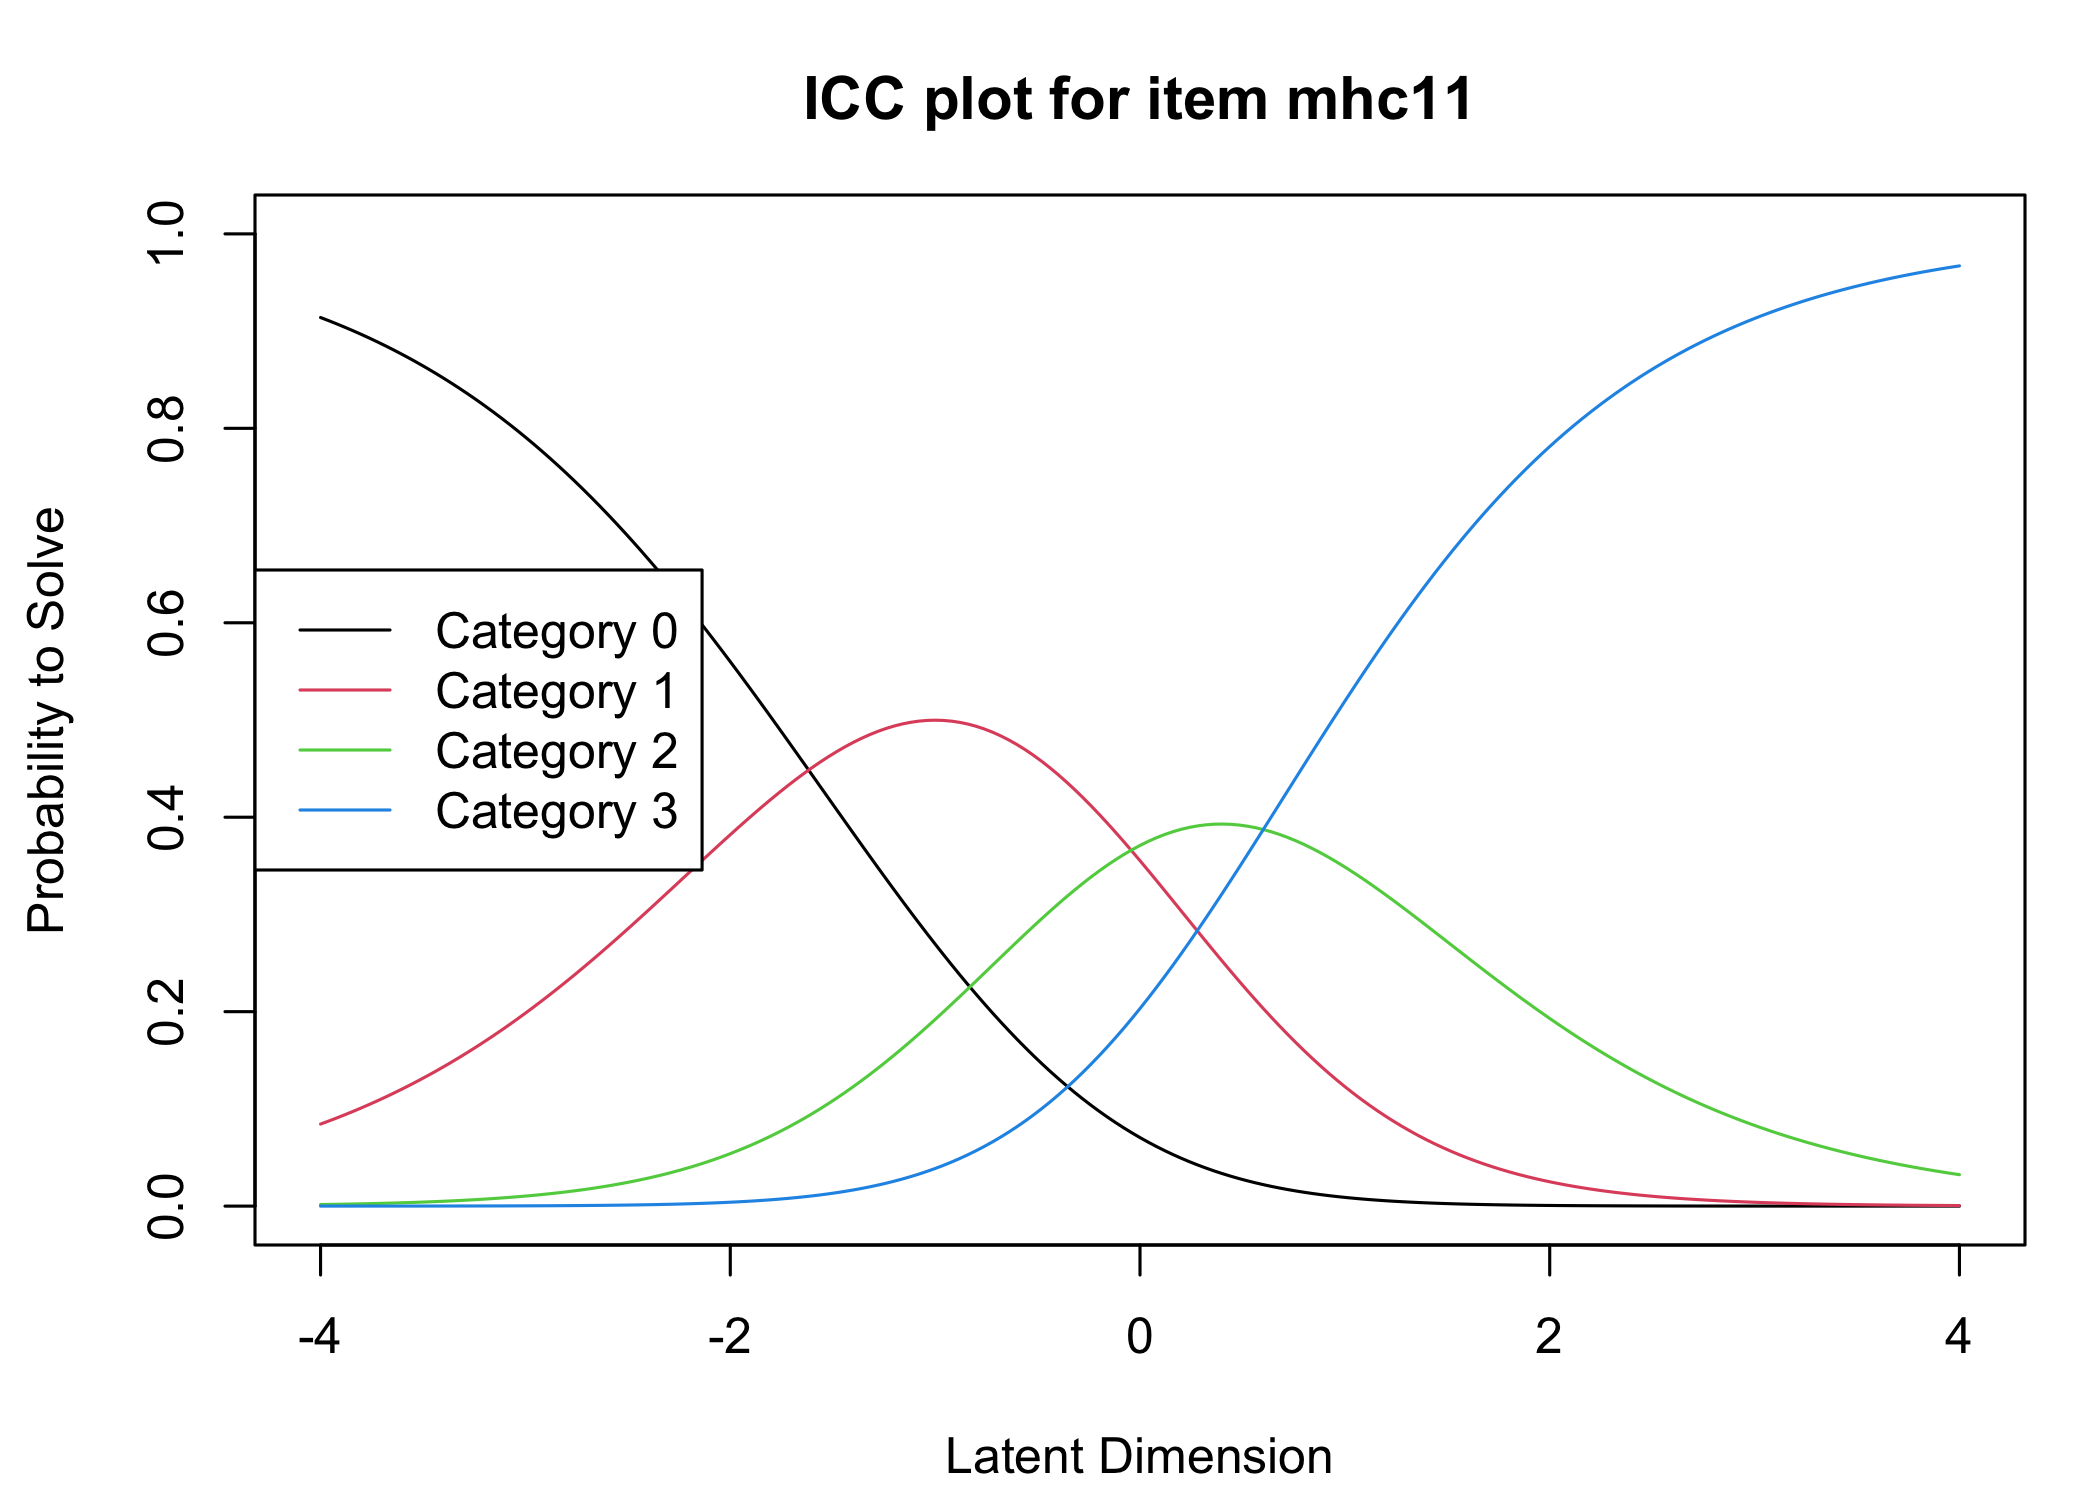 ICC plot for item mhc11
Probability to Solve
1.0
0.8
0.6
0.4
0.2
0.0
Category 0
Category 1
Category 2
Category 3
-4 -2 0 2 4
Latent Dimension